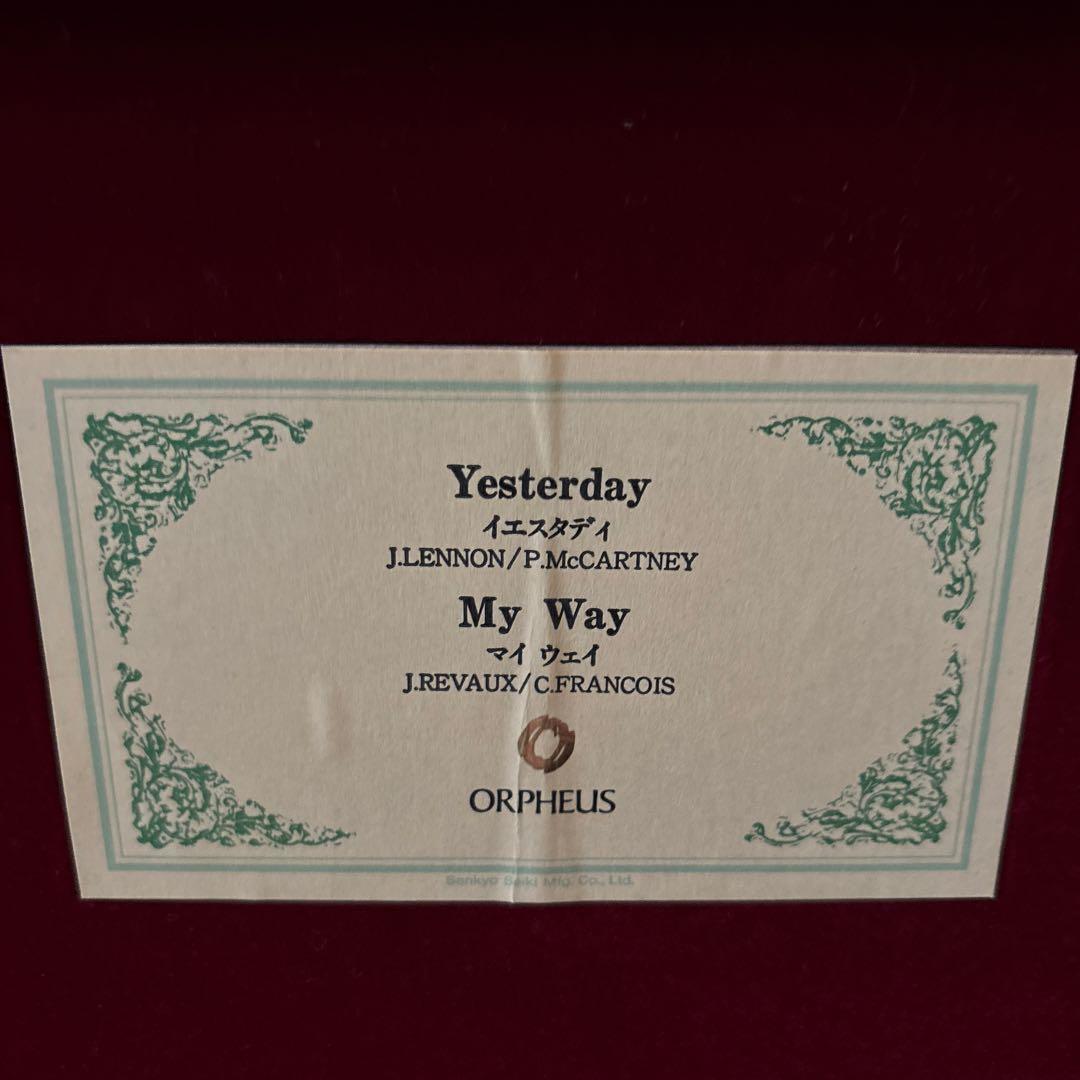 Yesterday
イエスタディ
J.LENNON/P.McCARTNEY
My Way
マイ ウェイ
J.REVAUX/C.FRANCOIS
ORPHEUS
Sankyo Seiki Mfg. Co., Ltd.